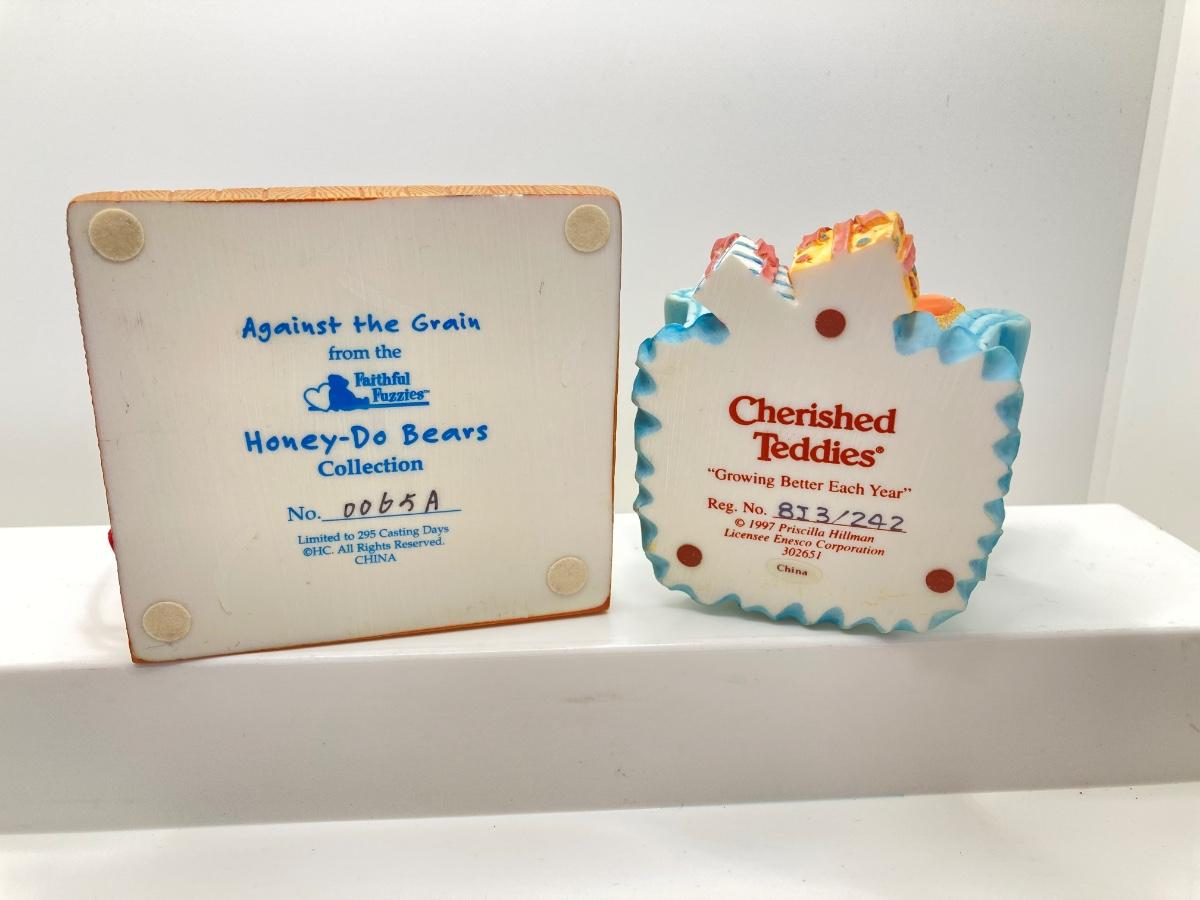 Against the Grain
from the
Faithful
Fuzzies™
Honey-Do Bears
Collection
No. 0065A
Limited to 295 Casting Days
©HC. All Rights Reserved.
CHINA
Cherished
Teddies®
“Growing Better Each Year”
Reg. No. 8I3/242
© 1997 Priscilla Hillman
Licensee Enesco Corporation
302651
China